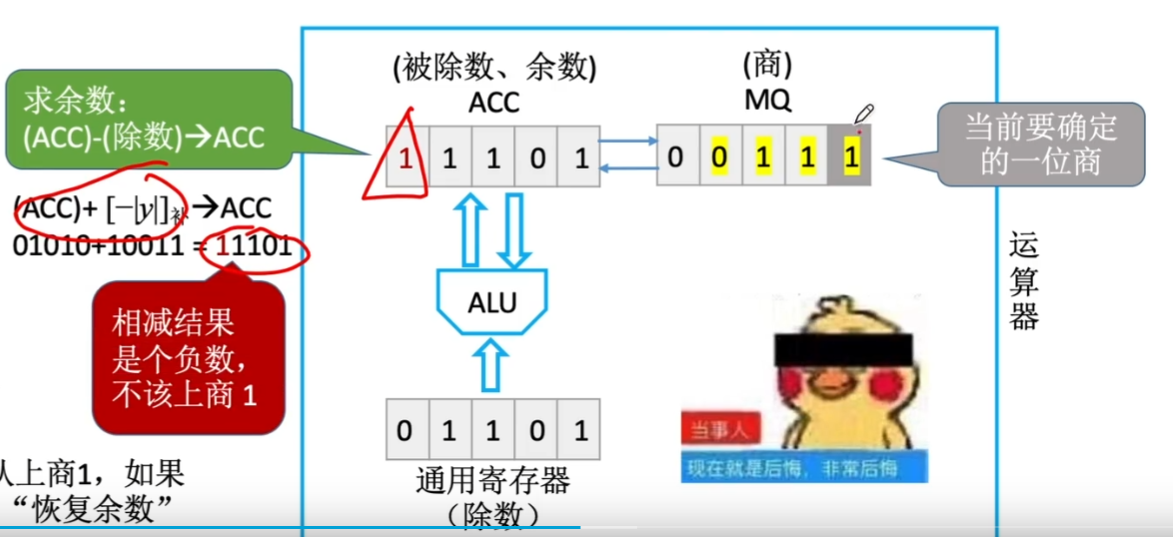 求余数：
(ACC)-(除数)→ACC
(ACC)+ [−|y|]补→ACC
01010+10011 = 11101
相减结果
是个负数，
不该上商 1
认上商1，如果
“恢复余数”
(被除数、余数)
ACC
1 1 1 0 1
(商)
MQ
0 0 1 1 1
当前要确定
的一位商
ALU
0 1 1 0 1
通用寄存器
（除数）
运
算
器
当事人
现在就是后悔，非常后悔